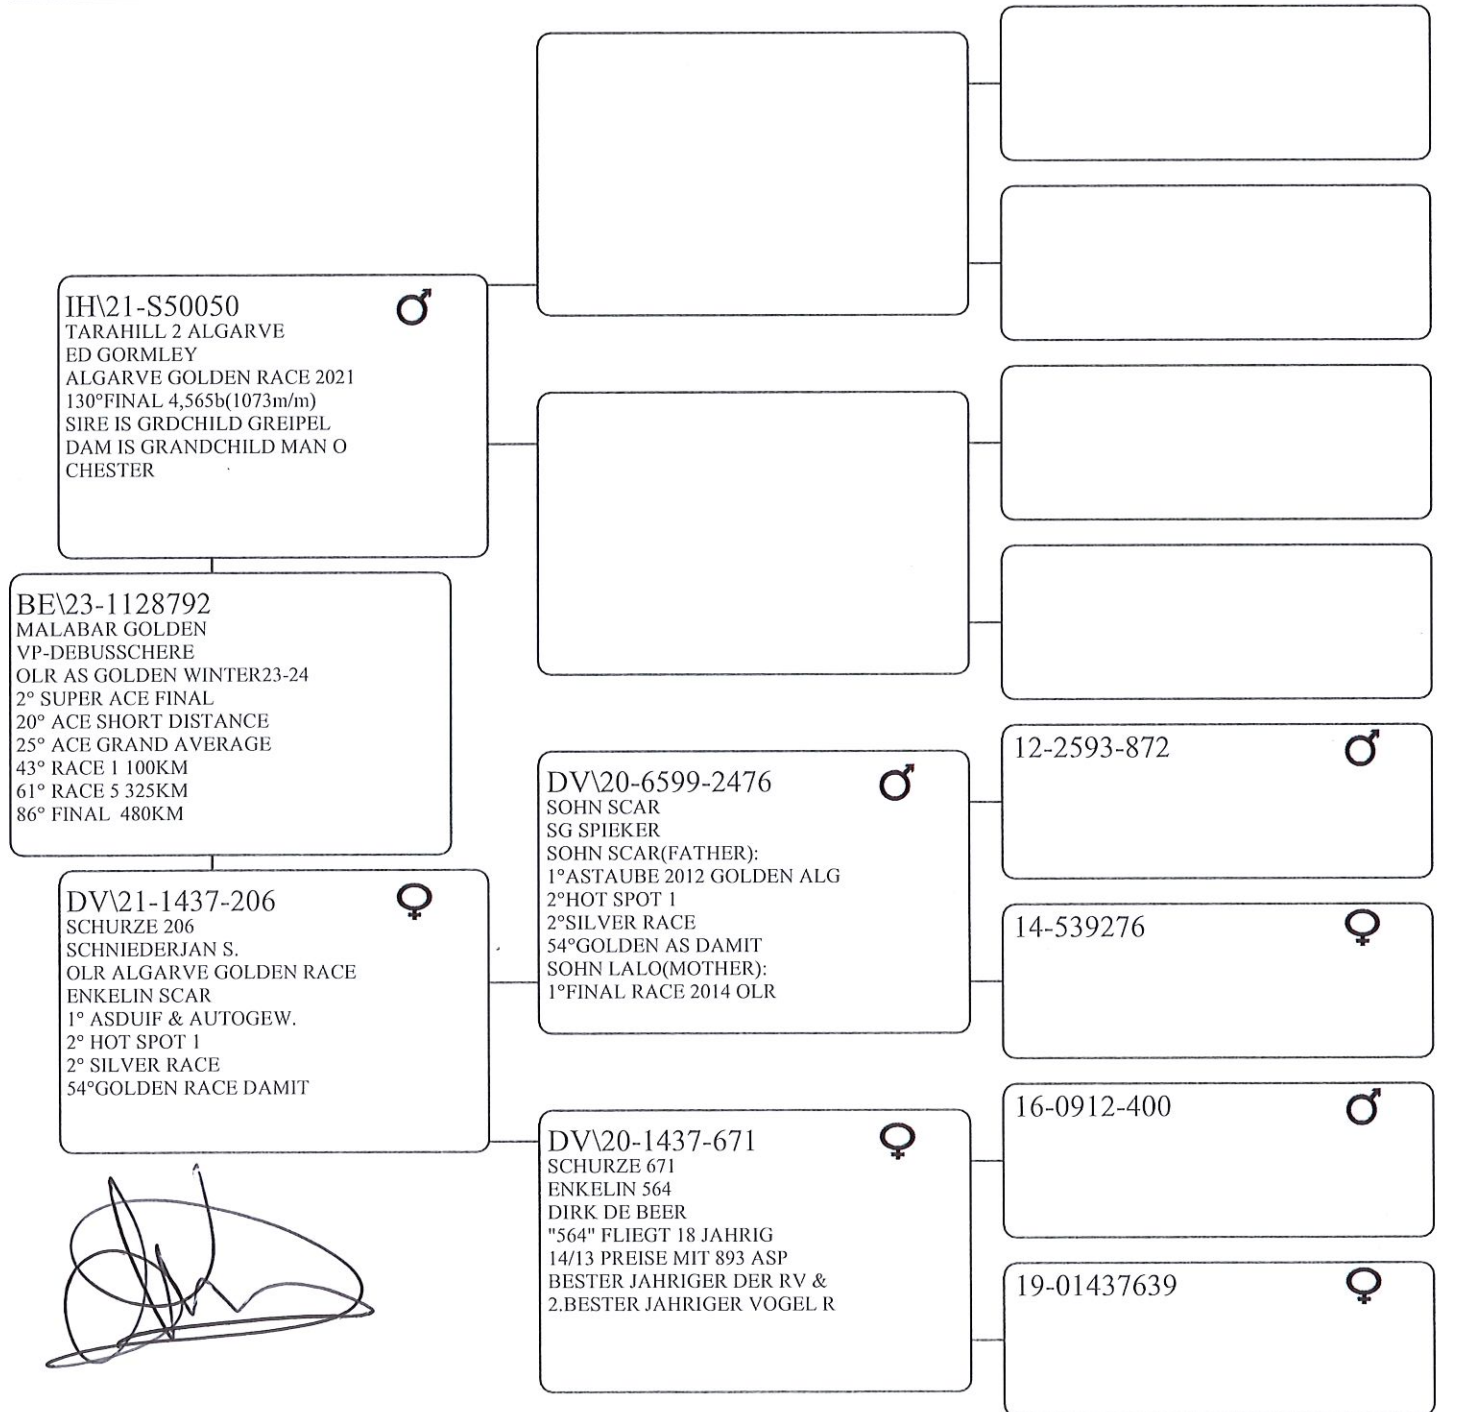 IH\21-S50050
TARAHILL 2 ALGARVE
ED GORMLEY
ALGARVE GOLDEN RACE 2021
130°FINAL 4,565b(1073m/m)
SIRE IS GRDCHILD GREIPEL
DAM IS GRANDCHILD MAN O
CHESTER
BE\23-1128792
MALABAR GOLDEN
VP-DEBUSSCHERE
OLR AS GOLDEN WINTER23-24
2° SUPER ACE FINAL
20° ACE SHORT DISTANCE
25° ACE GRAND AVERAGE
43° RACE 1 100KM
61° RACE 5 325KM
86° FINAL 480KM
DV\21-1437-206
SCHURZE 206
SCHNIEDERJAN S.
OLR ALGARVE GOLDEN RACE
ENKELIN SCAR
1° ASDUIF & AUTOGEW.
2° HOT SPOT 1
2° SILVER RACE
54°GOLDEN RACE DAMIT
DV\20-6599-2476
SOHN SCAR
SG SPIEKER
SOHN SCAR(FATHER):
1°ASTAUBE 2012 GOLDEN ALG
2°HOT SPOT 1
2°SILVER RACE
54°GOLDEN AS DAMIT
SOHN LALO(MOTHER):
1°FINAL RACE 2014 OLR
DV\20-1437-671
SCHURZE 671
ENKELIN 564
DIRK DE BEER
"564" FLIEGT 18 JAHRIG
14/13 PREISE MIT 893 ASP
BESTER JAHRIGER DER RV &
2.BESTER JAHRIGER VOGEL R
12-2593-872
14-539276
16-0912-400
19-01437639